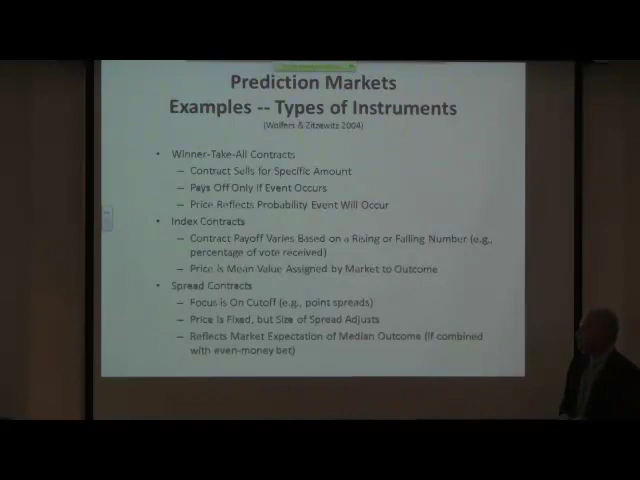 Prediction Markets
Examples -- Types of Instruments
(Wolfers & Zitzewitz 2004)
• Winner-Take-All Contracts
– Contract Sells for Specific Amount
– Pays Off Only If Event Occurs
– Price Reflects Probability Event Will Occur
• Index Contracts
– Contract Payoff Varies Based on a Rising or Falling Number (e.g.,
percentage of vote received)
– Price is Mean Value Assigned by Market to Outcome
• Spread Contracts
– Focus is On Cutoff (e.g., point spreads)
– Price is Fixed, but Size of Spread Adjusts
– Reflects Market Expectation of Median Outcome (if combined
with even-money bet)